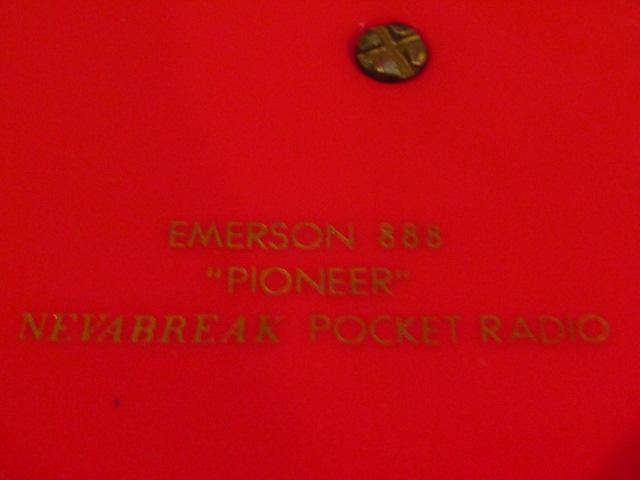 EMERSON 888
"PIONEER"
NEVABREAK POCKET RADIO